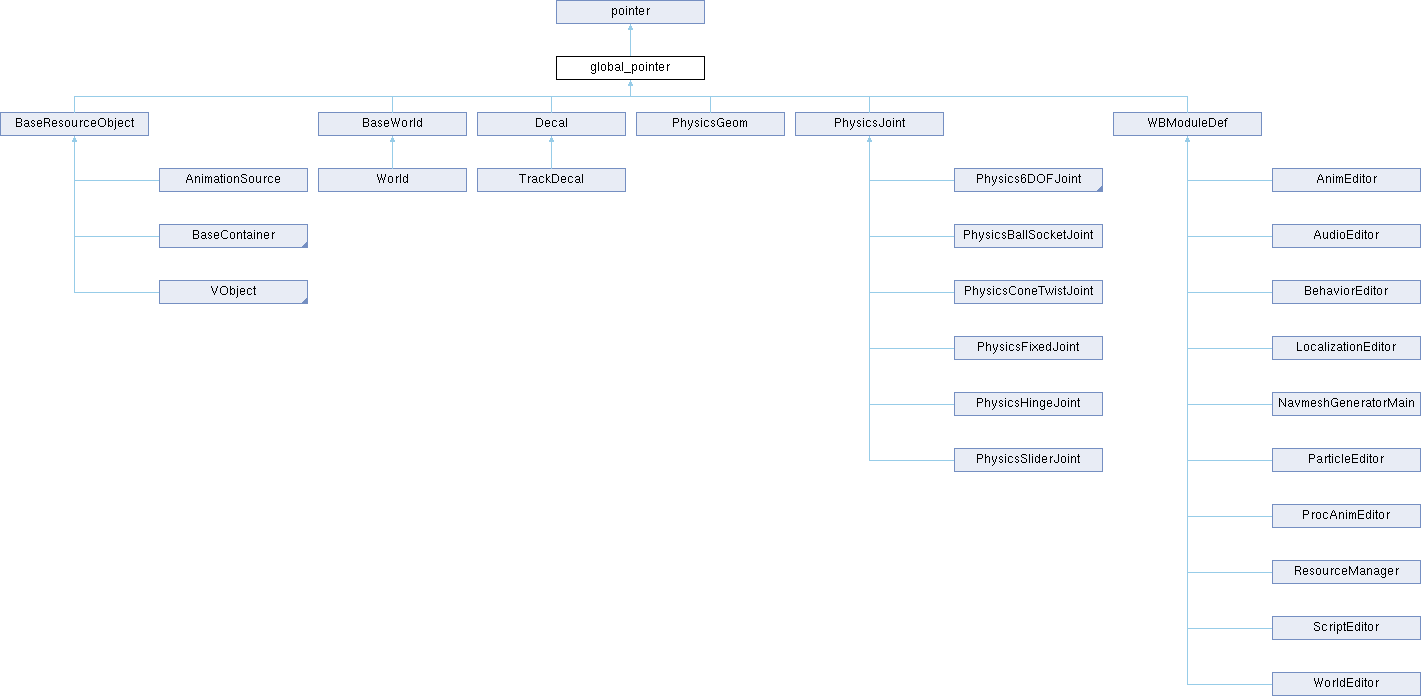 pointer
global_pointer
BaseResourceObject
BaseWorld
Decal
PhysicsGeom
PhysicsJoint
WBModuleDef
AnimationSource
World
TrackDecal
Physics6DOFJoint
AnimEditor
BaseContainer
PhysicsBallSocketJoint
AudioEditor
VObject
PhysicsConeTwistJoint
BehaviorEditor
PhysicsFixedJoint
LocalizationEditor
PhysicsHingeJoint
NavmeshGeneratorMain
PhysicsSliderJoint
ParticleEditor
ProcAnimEditor
ResourceManager
ScriptEditor
WorldEditor